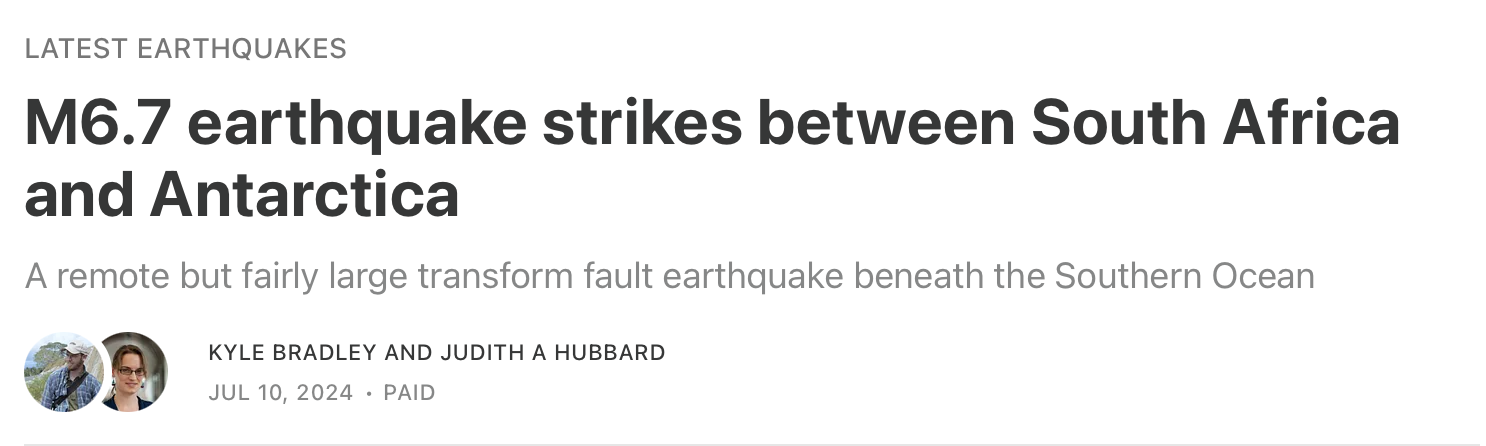 LATEST EARTHQUAKES
M6.7 earthquake strikes between South Africa
and Antarctica
A remote but fairly large transform fault earthquake beneath the Southern Ocean
KYLE BRADLEY AND JUDITH A HUBBARD
JUL 10, 2024 • PAID